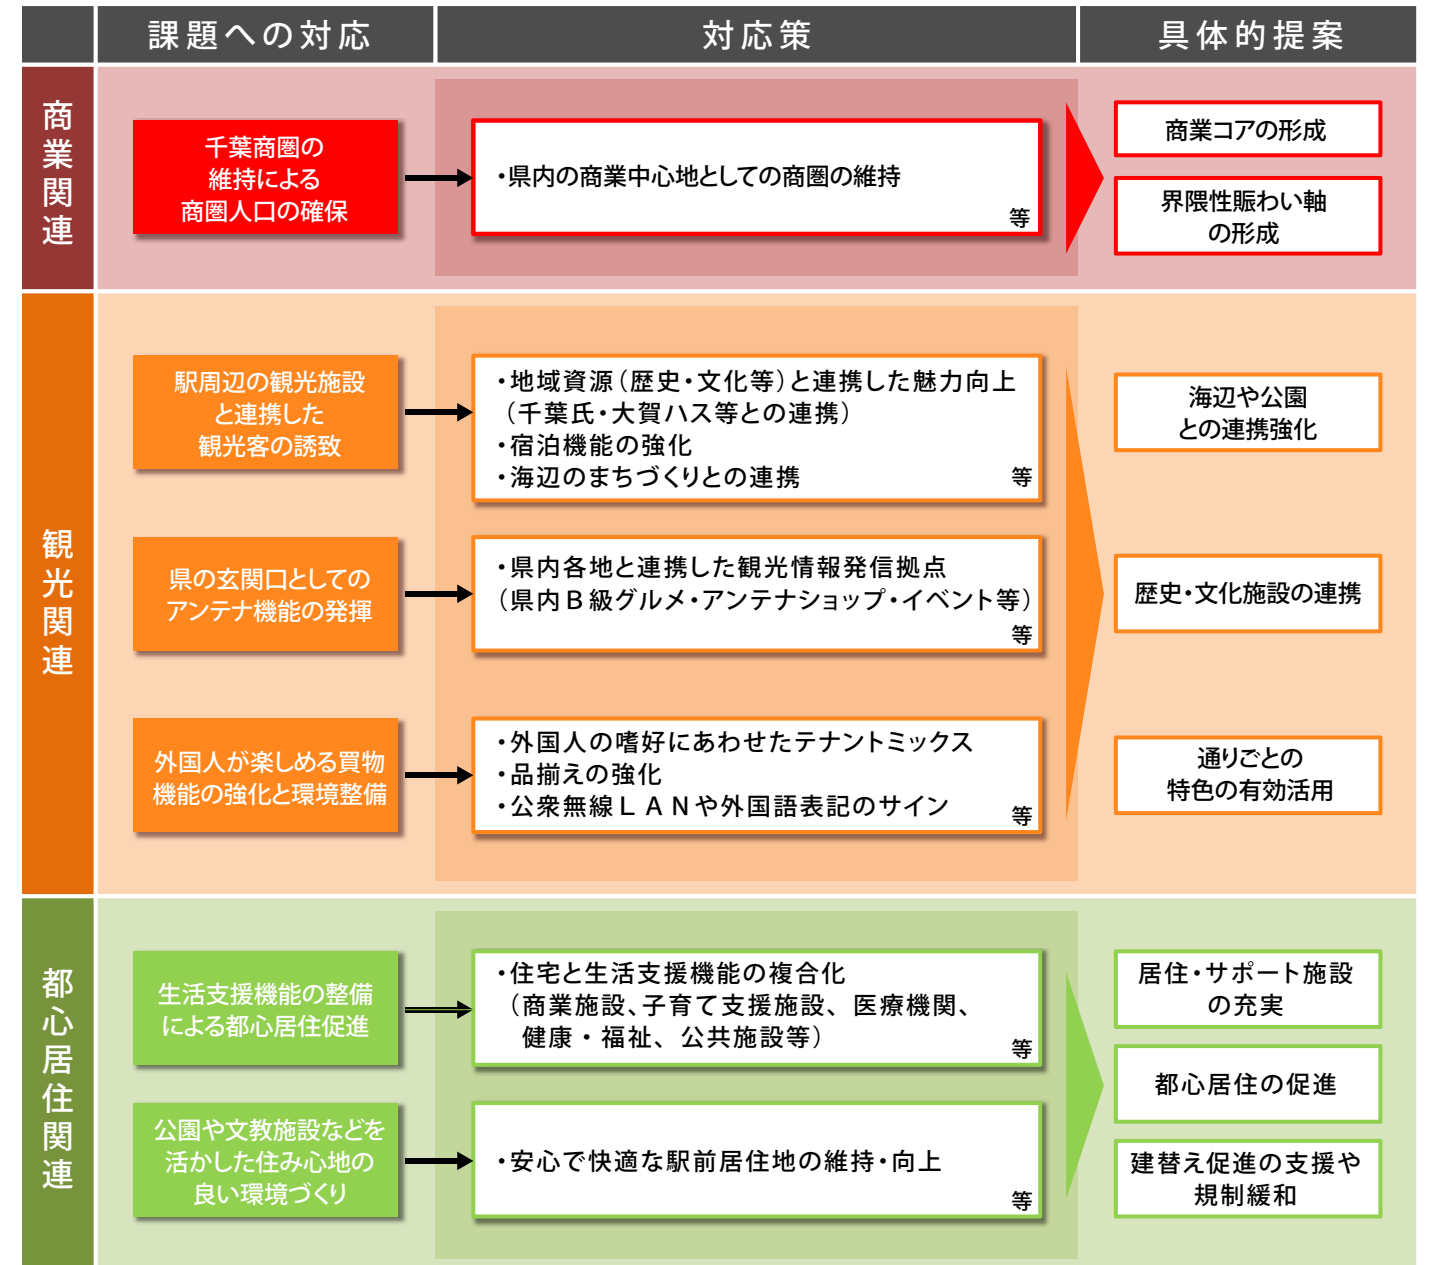 課題への対応
対応策
具体的提案
商業関連
千葉商圏の
維持による
商圏人口の確保
・県内の商業中心地としての商圏の維持
等
商業コアの形成
界隈性賑わい軸
の形成
観光関連
駅周辺の観光施設
と連携した
観光客の誘致
・地域資源（歴史・文化等）と連携した魅力向上
（千葉氏・大賀ハス等との連携）
・宿泊機能の強化
・海辺のまちづくりとの連携
等
海辺や公園
との連携強化
県の玄関口としての
アンテナ機能の発揮
・県内各地と連携した観光情報発信拠点
（県内Ｂ級グルメ・アンテナショップ・イベント等）
等
歴史・文化施設の連携
外国人が楽しめる買物
機能の強化と環境整備
・外国人の嗜好にあわせたテナントミックス
・品揃えの強化
・公衆無線ＬＡＮや外国語表記のサイン
等
通りごとの
特色の有効活用
都心居住関連
生活支援機能の整備
による都心居住促進
・住宅と生活支援機能の複合化
（商業施設、子育て支援施設、医療機関、
健康・福祉、公共施設等）
等
居住・サポート施設
の充実
都心居住の促進
公園や文教施設などを
活かした住み心地の
良い環境づくり
・安心で快適な駅前居住地の維持・向上
等
建替え促進の支援や
規制緩和